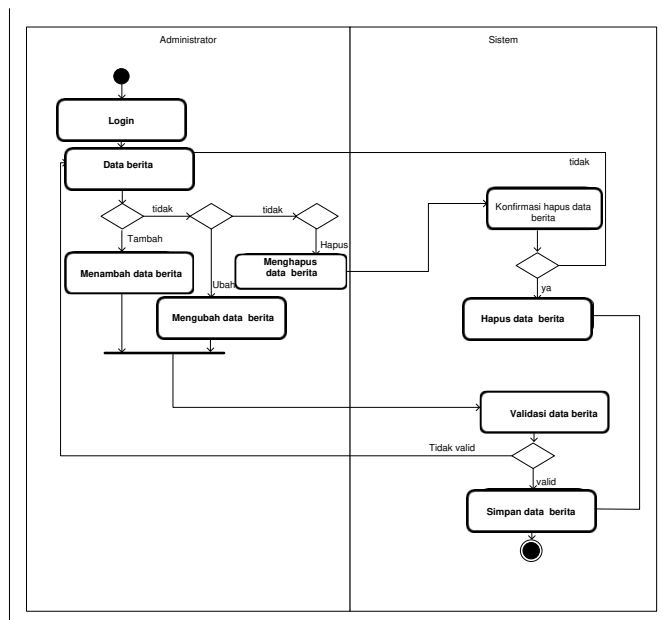 Administrator
Sistem
Login
Data berita
tidak
tidak
tidak
Konfirmasi hapus data
berita
Tambah
Hapus
Menambah data berita
Menghapus
data berita
Ubah
ya
Mengubah data berita
Hapus data berita
Validasi data berita
Tidak valid
valid
Simpan data berita